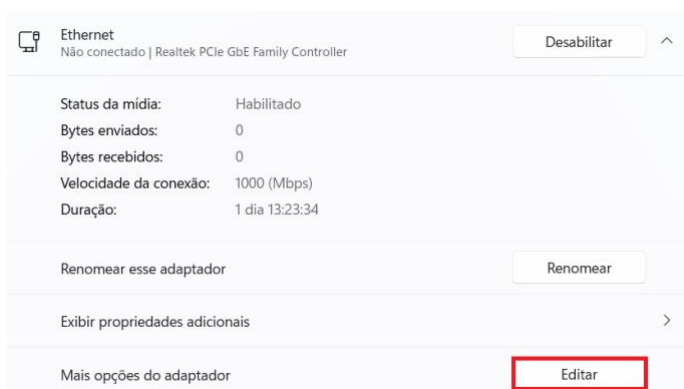 Ethernet
Desabilitar
Não conectado | Realtek PCIe GbE Family Controller
Status da mídia: Habilitado
Bytes enviados: 0
Bytes recebidos: 0
Velocidade da conexão: 1000 (Mbps)
Duração: 1 dia 13:23:34
Renomear esse adaptador Renomear
Exibir propriedades adicionais
Mais opções do adaptador Editar